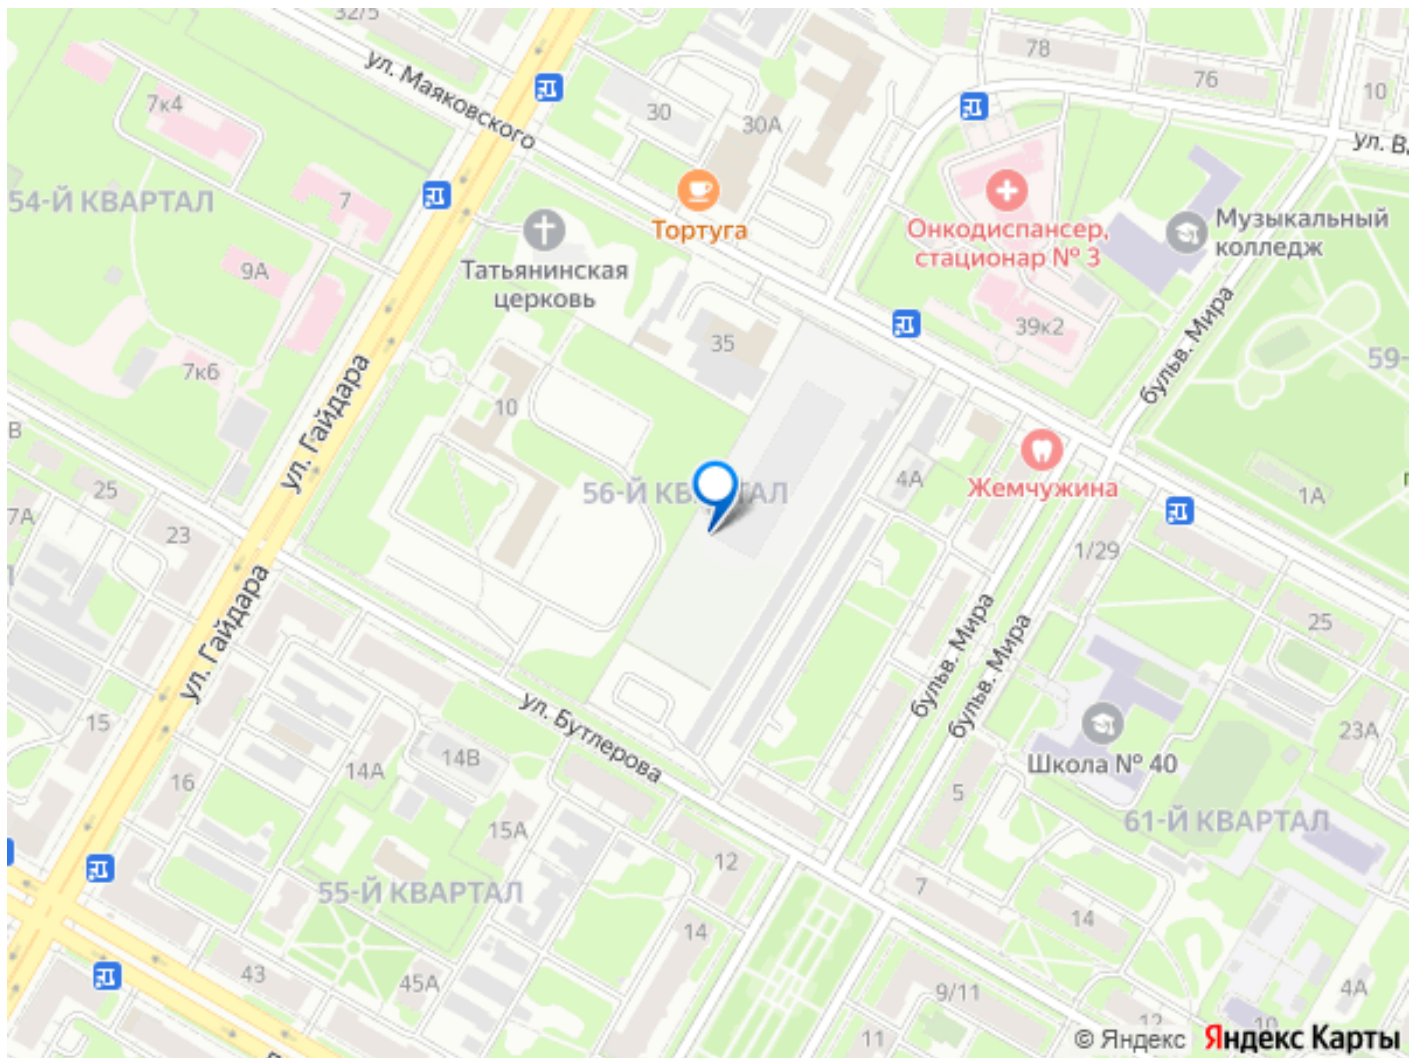 32/5
ул. Маяковского
78
76
10
30
30А
ул. В
7к4
54-Й КВАРТАЛ
7
Тортуга
Онкодиспансер,
стационар № 3
Музыкальный
колледж
9А
Татьянинская
церковь
35
39к2
бульв. Мира
59-
7к6
10
ул. Гайдара
В
25
7А
23
56-Й КВ
ТАЛ
4А
Жемчужина
1А
1/29
ул. Гайдара
25
бульв. Мира
бульв. Мира
15
ул. Бутлерова
14В
14А
16
15А
Школа № 40
23А
5
61-Й КВАРТАЛ
12
55-Й КВАРТАЛ
7
14
14
43
45А
9/11
4А
11
12
10
© Яндекс Яндекс Карты